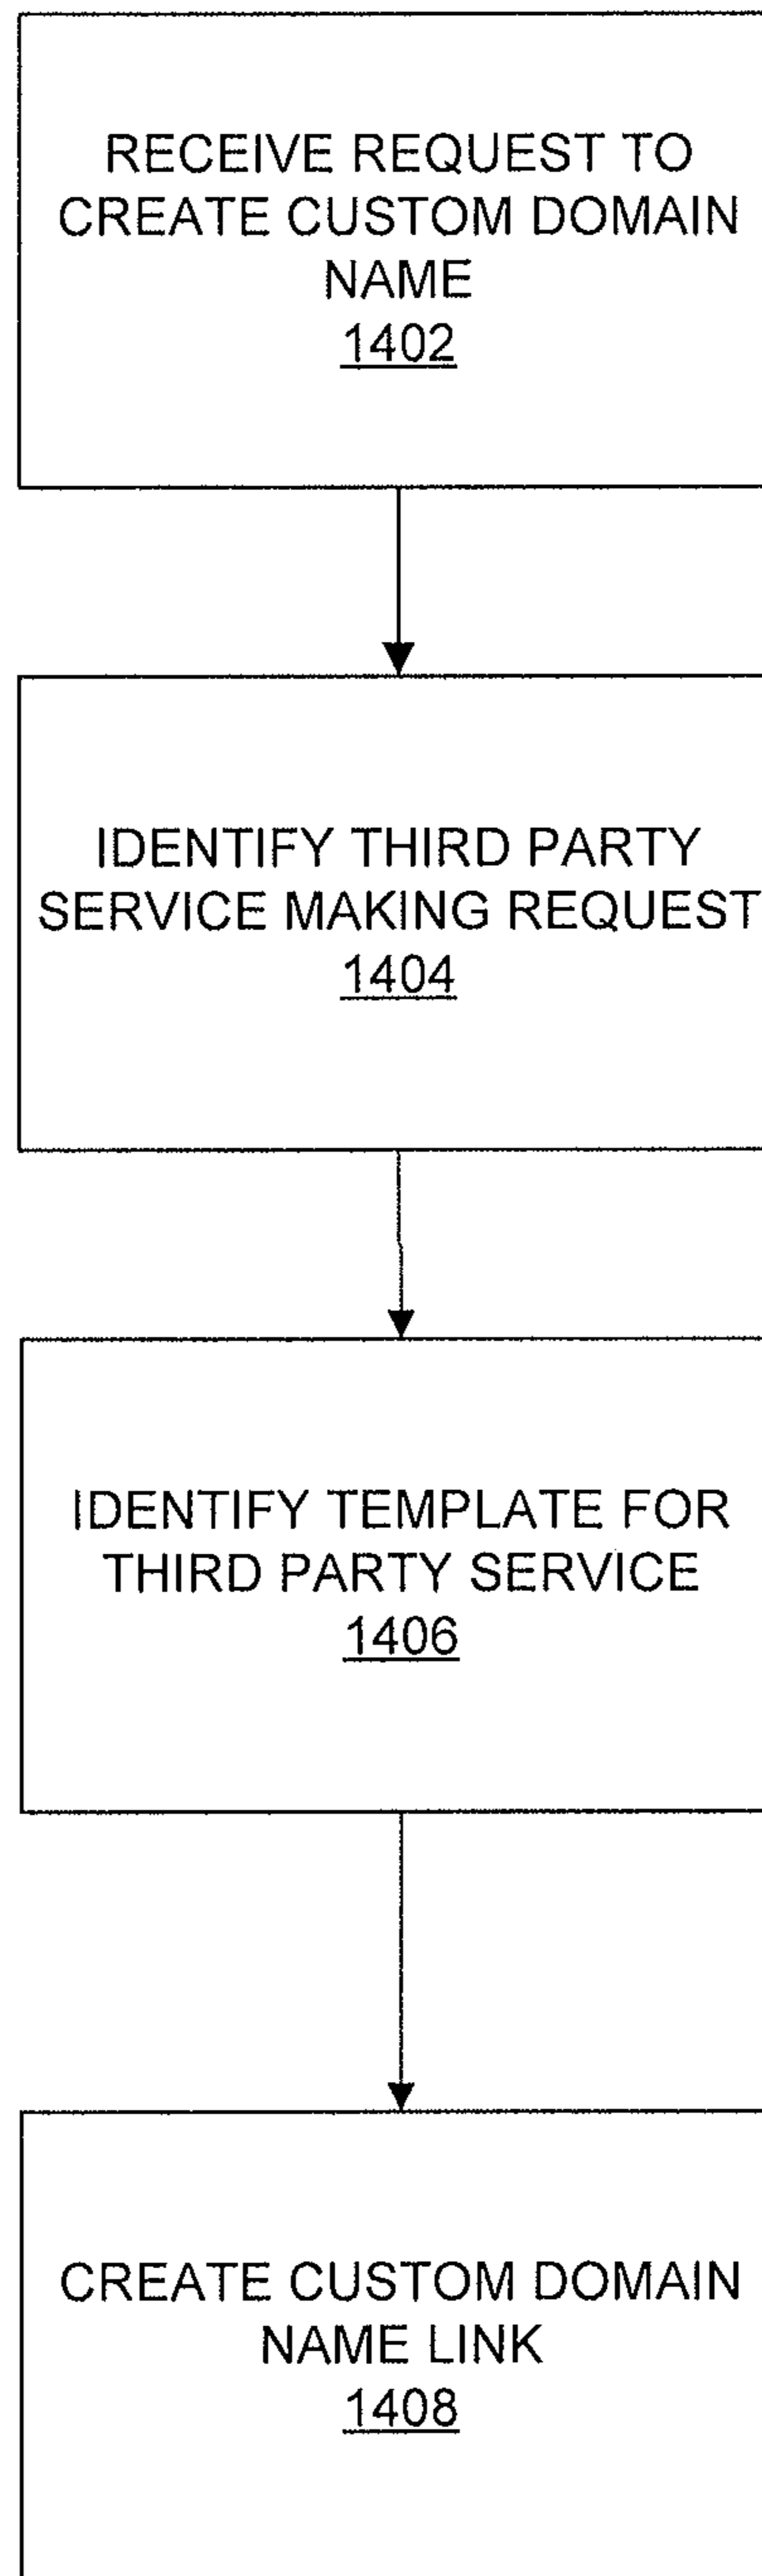 RECEIVE REQUEST TO
CREATE CUSTOM DOMAIN
NAME
1402
IDENTIFY THIRD PARTY
SERVICE MAKING REQUEST
1404
IDENTIFY TEMPLATE FOR
THIRD PARTY SERVICE
1406
CREATE CUSTOM DOMAIN
NAME LINK
1408